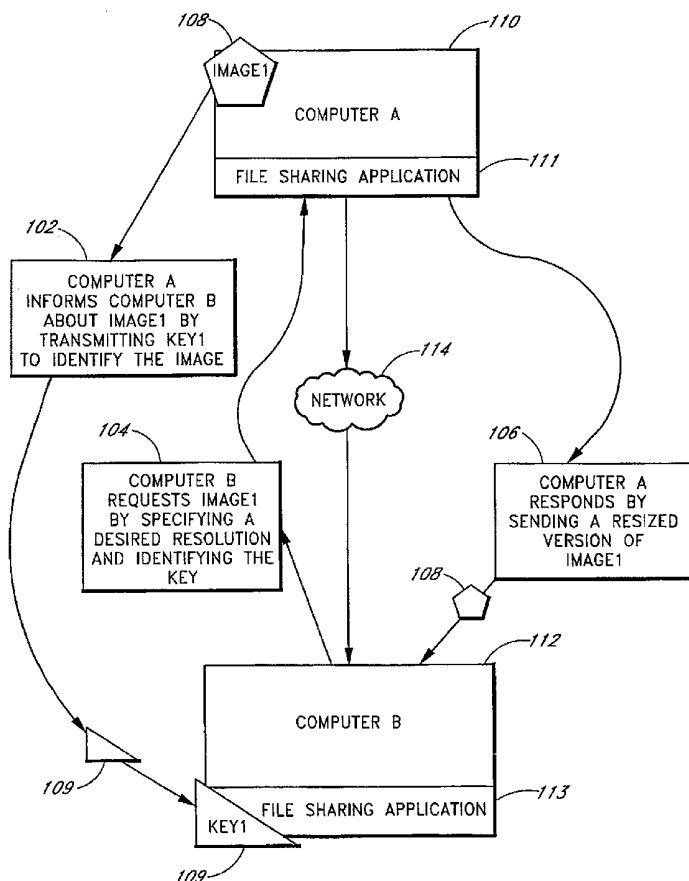 108
110
IMAGE1
COMPUTER A
111
FILE SHARING APPLICATION
102
COMPUTER A
INFORMS COMPUTER B
ABOUT IMAGE1 BY
TRANSMITTING KEY1
TO IDENTIFY THE IMAGE
114
NETWORK
104
COMPUTER B
REQUESTS IMAGE1
BY SPECIFYING A
DESIRED RESOLUTION
AND IDENTIFYING THE
KEY
106
COMPUTER A
RESPONDS BY
SENDING A RESIZED
VERSION OF
IMAGE1
108
112
COMPUTER B
109
FILE SHARING APPLICATION
113
KEY1
109